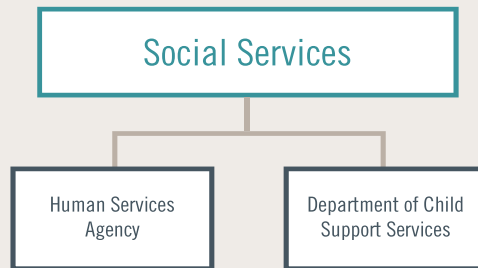 Social Services
Human Services
Agency
Department of Child
Support Services